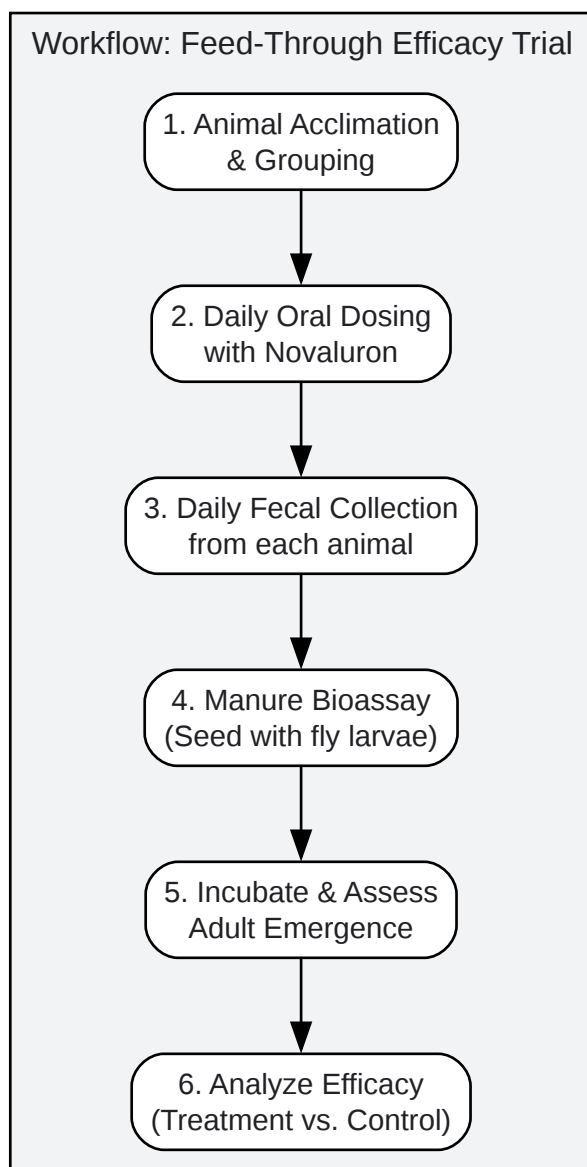 Workflow: Feed-Through Efficacy Trial
1. Animal Acclimation
& Grouping
2. Daily Oral Dosing
with Novaluron
3. Daily Fecal Collection
from each animal
4. Manure Bioassay
(Seed with fly larvae)
5. Incubate & Assess
Adult Emergence
6. Analyze Efficacy
(Treatment vs. Control)